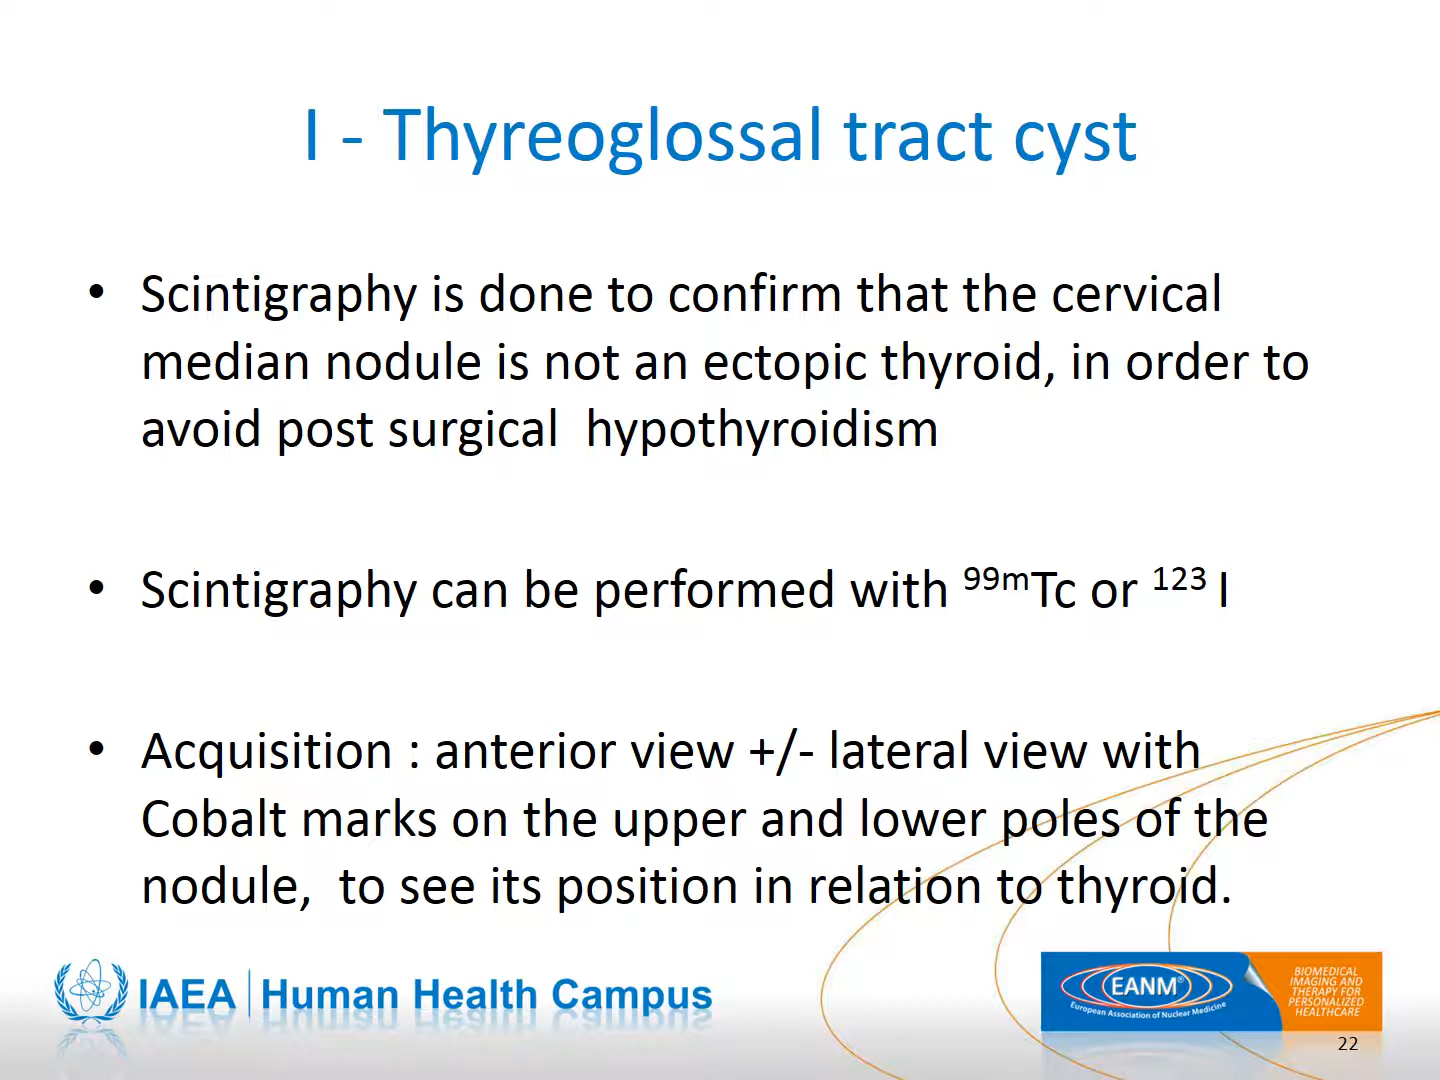 I - Thyreoglossal tract cyst
• Scintigraphy is done to confirm that the cervical
median nodule is not an ectopic thyroid, in order to
avoid post surgical  hypothyroidism
• Scintigraphy can be performed with ⁹⁹ᵐTc or ¹²³ I
• Acquisition : anterior view +/- lateral view with
Cobalt marks on the upper and lower poles of the
nodule,  to see its position in relation to thyroid.
IAEA | Human Health Campus
EANM®
European Association of Nuclear Medicine
BIOMEDICAL
IMAGING AND
THERAPY FOR
PERSONALIZED
HEALTHCARE
22